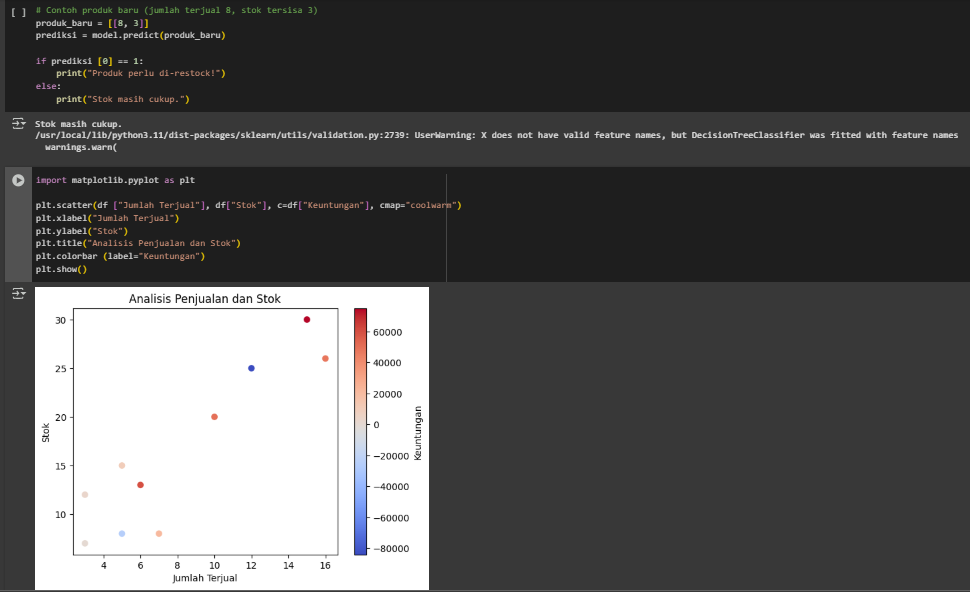 [ ] # Contoh produk baru (jumlah terjual 8, stok tersisa 3)
produk_baru = [[8, 3]]
prediksi = model.predict(produk_baru)
if prediksi [0] == 1:
print("Produk perlu di-restock!")
else:
print("Stok masih cukup.")
Stok masih cukup.
/usr/local/lib/python3.11/dist-packages/sklearn/utils/validation.py:2739: UserWarning: X does not have valid feature names, but DecisionTreeClassifier was fitted with feature names
warnings.warn(
import matplotlib.pyplot as plt
plt.scatter(df ["Jumlah Terjual"], df["Stok"], c=df["Keuntungan"], cmap="coolwarm")
plt.xlabel("Jumlah Terjual")
plt.ylabel("Stok")
plt.title("Analisis Penjualan dan Stok")
plt.colorbar (label="Keuntungan")
plt.show()
Analisis Penjualan dan Stok
30
25
20
15
10
Stok
4 6 8 10 12 14 16
Jumlah Terjual
60000
40000
20000
0
−20000
−40000
−60000
−80000
Keuntungan